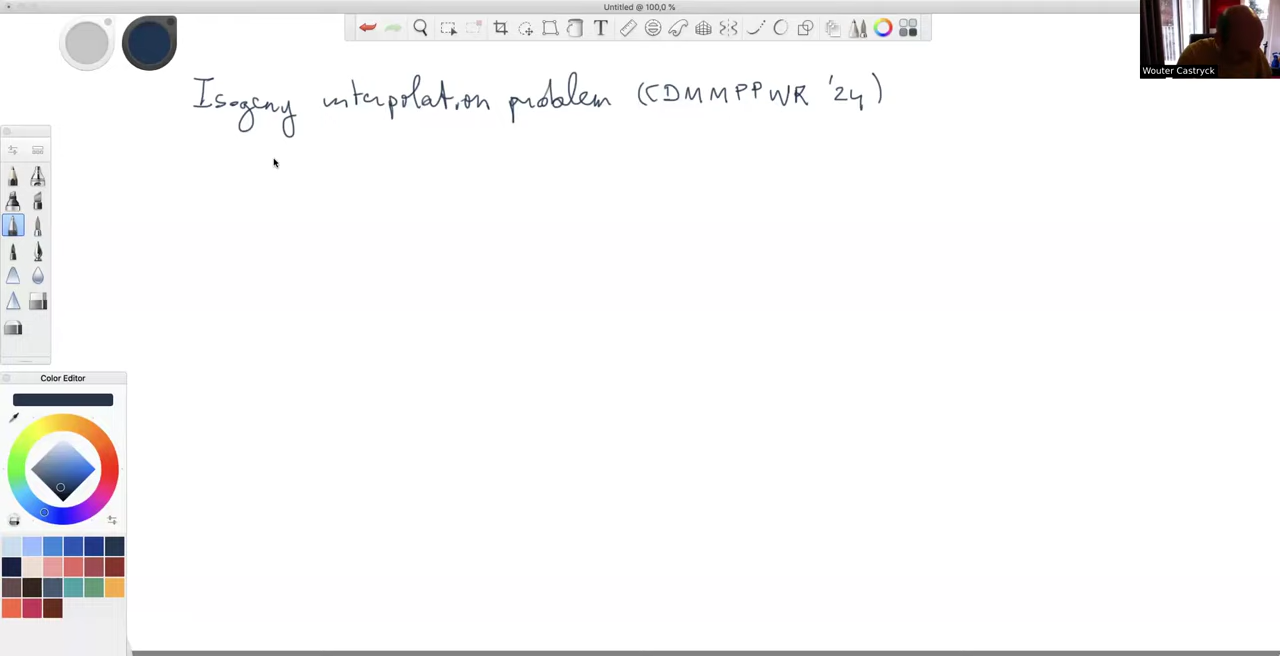 Untitled @ 100,0 %
Wouter Castryck
Isogeny interpolation problem (CDMMPPWR '24)
Color Editor